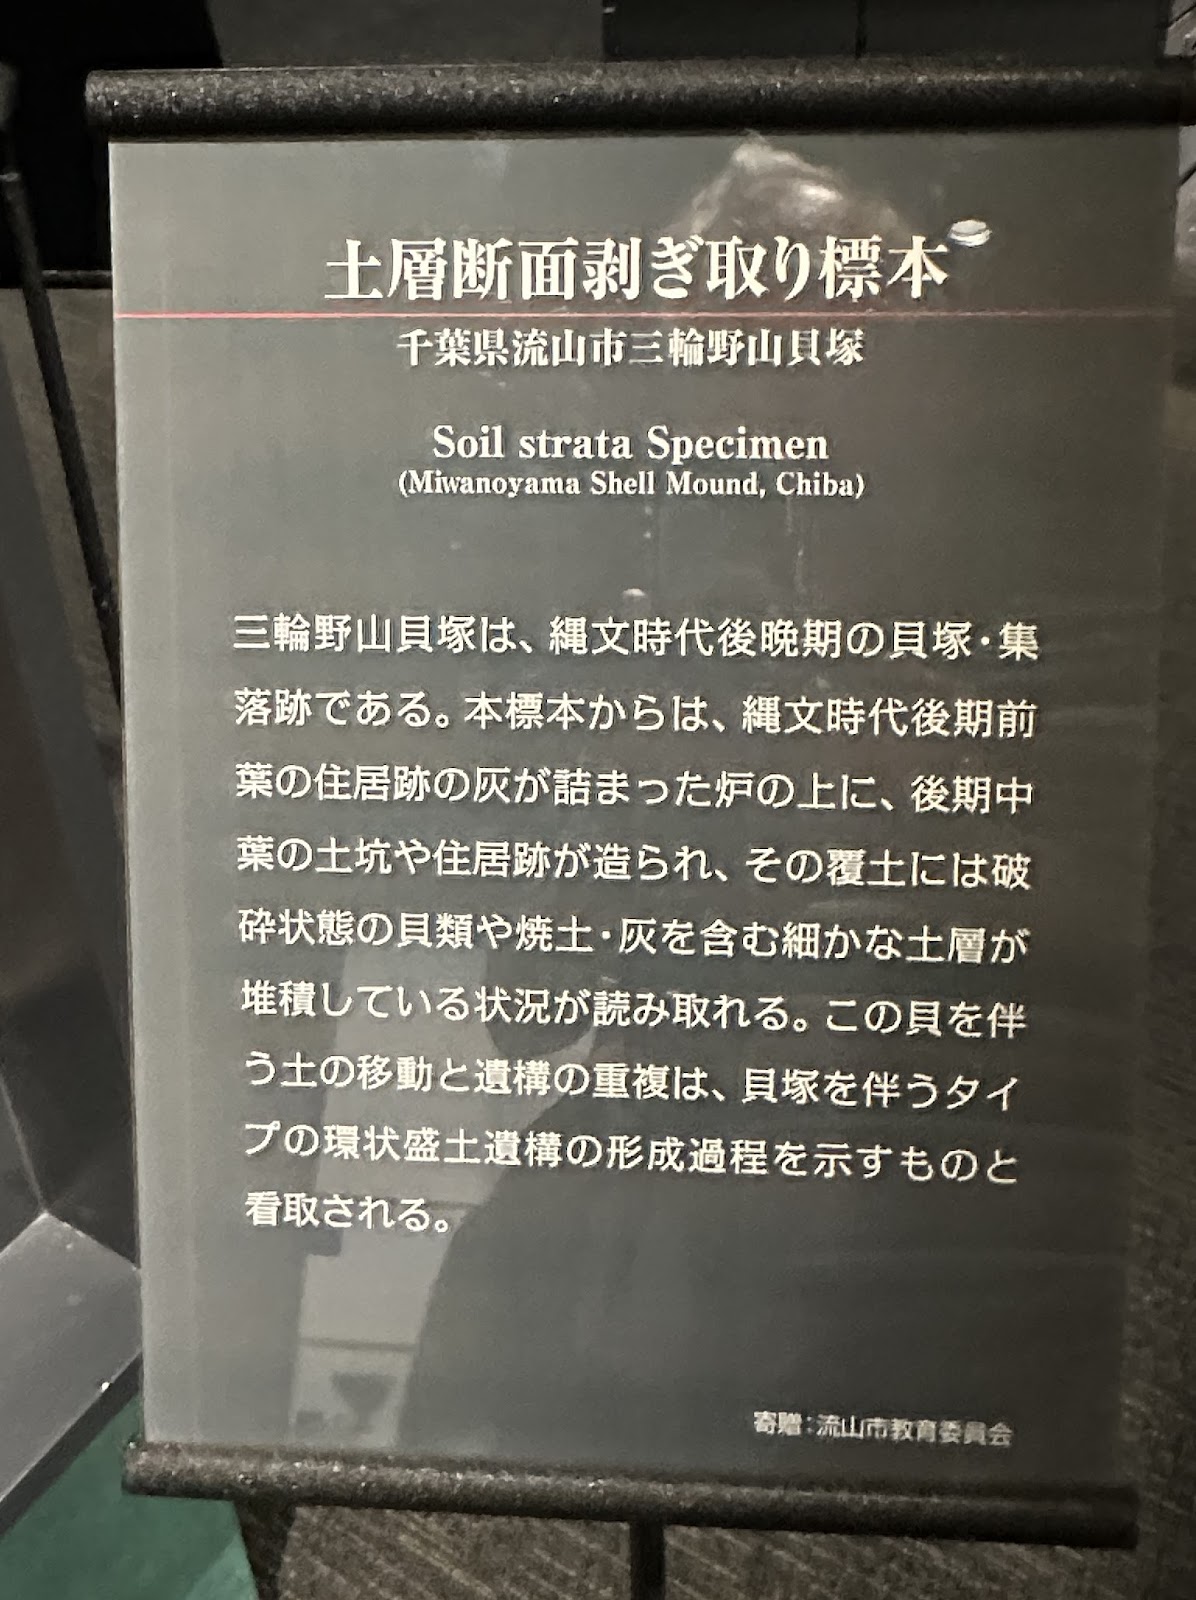 土層断面剥ぎ取り標本
千葉県流山市三輪野山貝塚
Soil strata Specimen
(Miwanoyama Shell Mound, Chiba)
三輪野山貝塚は、縄文時代後晩期の貝塚・集
落跡である。本標本からは、縄文時代後期前
葉の住居跡の灰が詰まった炉の上に、後期中
葉の土坑や住居跡が造られ、その覆土には破
砕状態の貝類や焼土・灰を含む細かな土層が
堆積している状況が読み取れる。この貝を伴
う土の移動と遺構の重複は、貝塚を伴うタイ
プの環状盛土遺構の形成過程を示すものと
看取される。
寄贈：流山市教育委員会